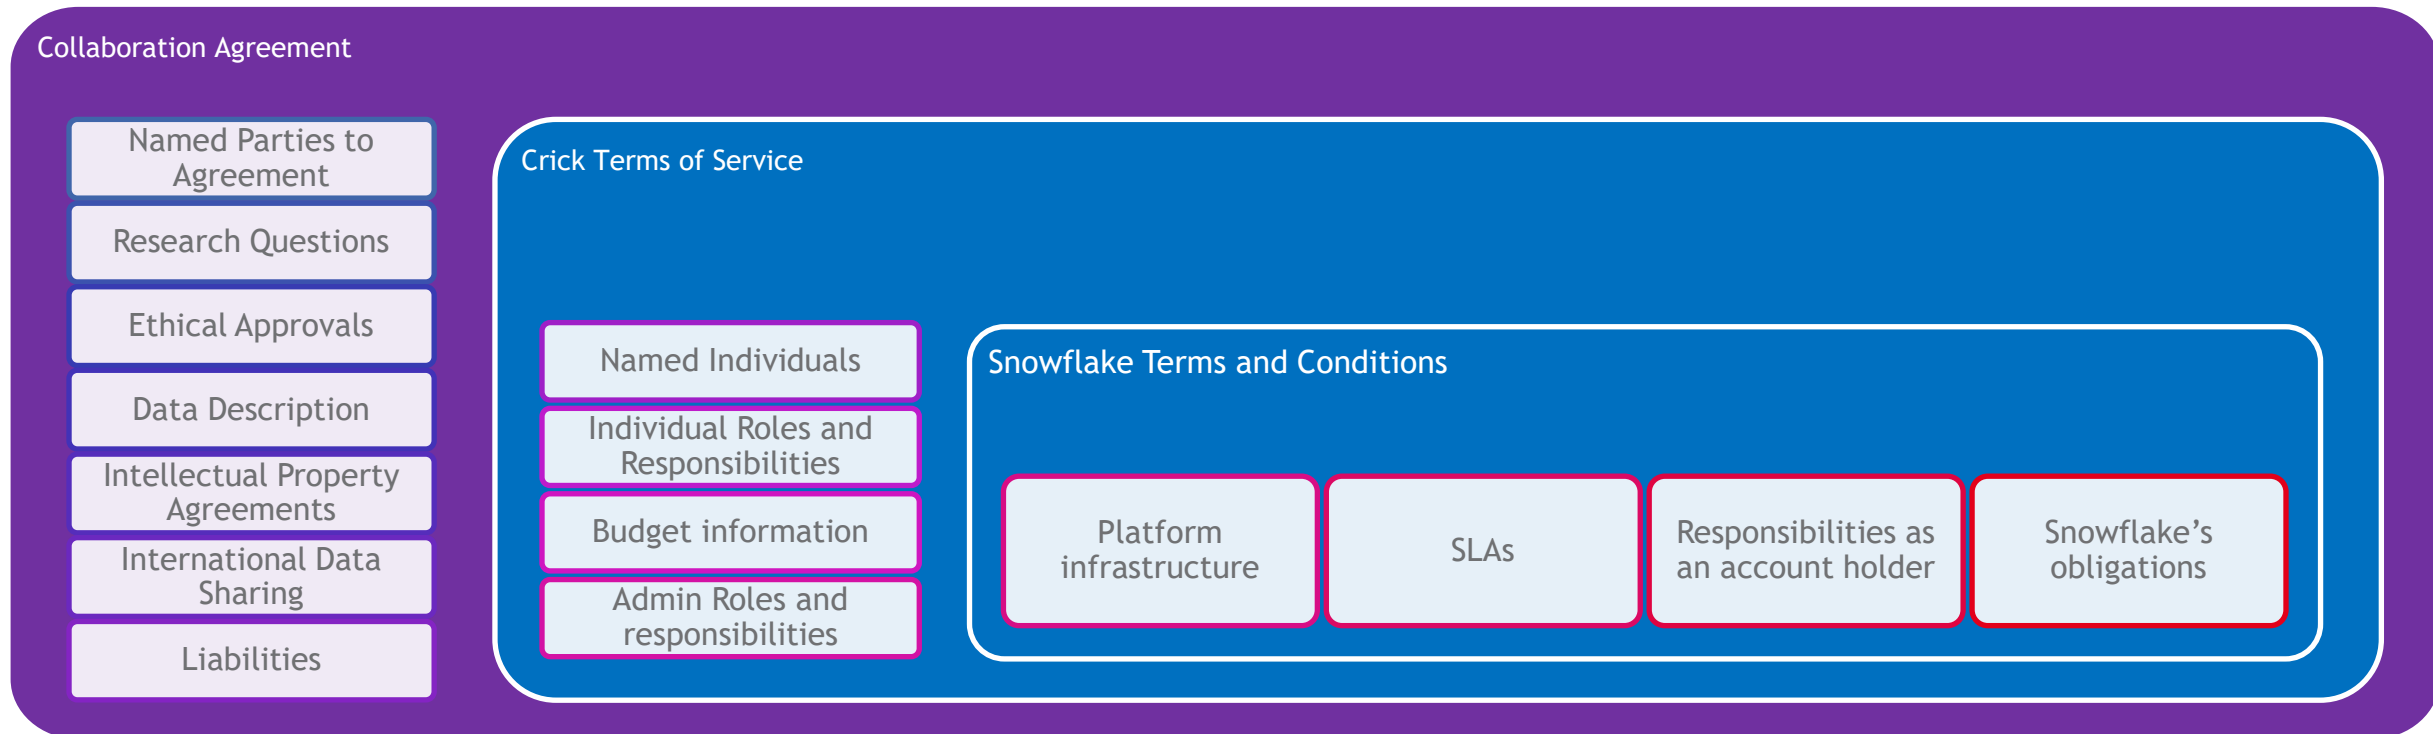 Collaboration Agreement
Named Parties to
Agreement
Research Questions
Ethical Approvals
Data Description
Intellectual Property
Agreements
International Data
Sharing
Liabilities
Crick Terms of Service
Named Individuals
Individual Roles and
Responsibilities
Budget information
Admin Roles and
responsibilities
Snowflake Terms and Conditions
Platform
infrastructure
SLAs
Responsibilities as
an account holder
Snowflake’s
obligations